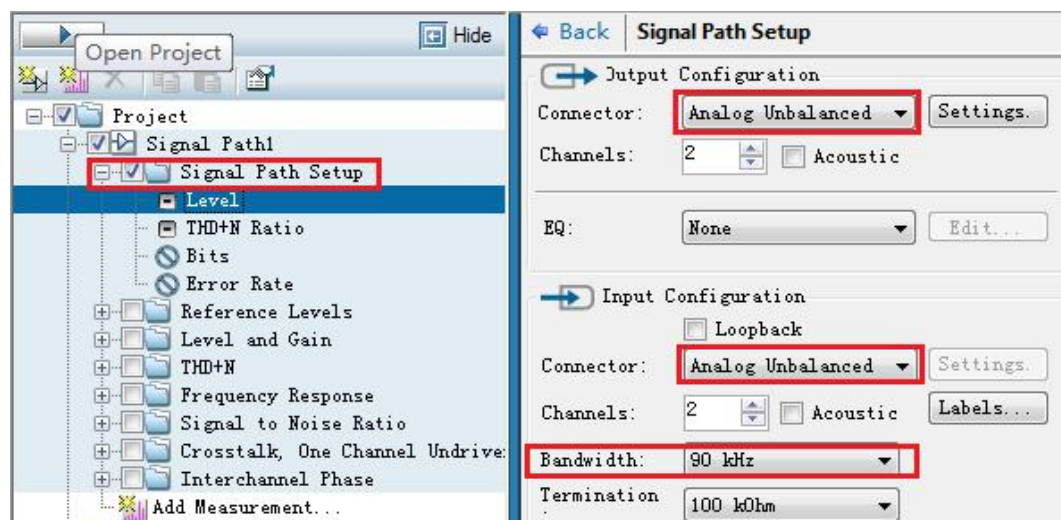 Hide
Open Project
Project
Signal Path1
Signal Path Setup
Level
THD+N Ratio
Bits
Error Rate
Reference Levels
Level and Gain
THD+N
Frequency Response
Signal to Noise Ratio
Crosstalk, One Channel Undrive
Interchannel Phase
Add Measurement...
Back
Signal Path Setup
Output Configuration
Connector: Analog Unbalanced Settings.
Channels: 2 Acoustic
EQ: None Edit...
Input Configuration
Loopback
Connector: Analog Unbalanced Settings.
Channels: 2 Acoustic Labels...
Bandwidth: 90 kHz
Termination 100 kOhm